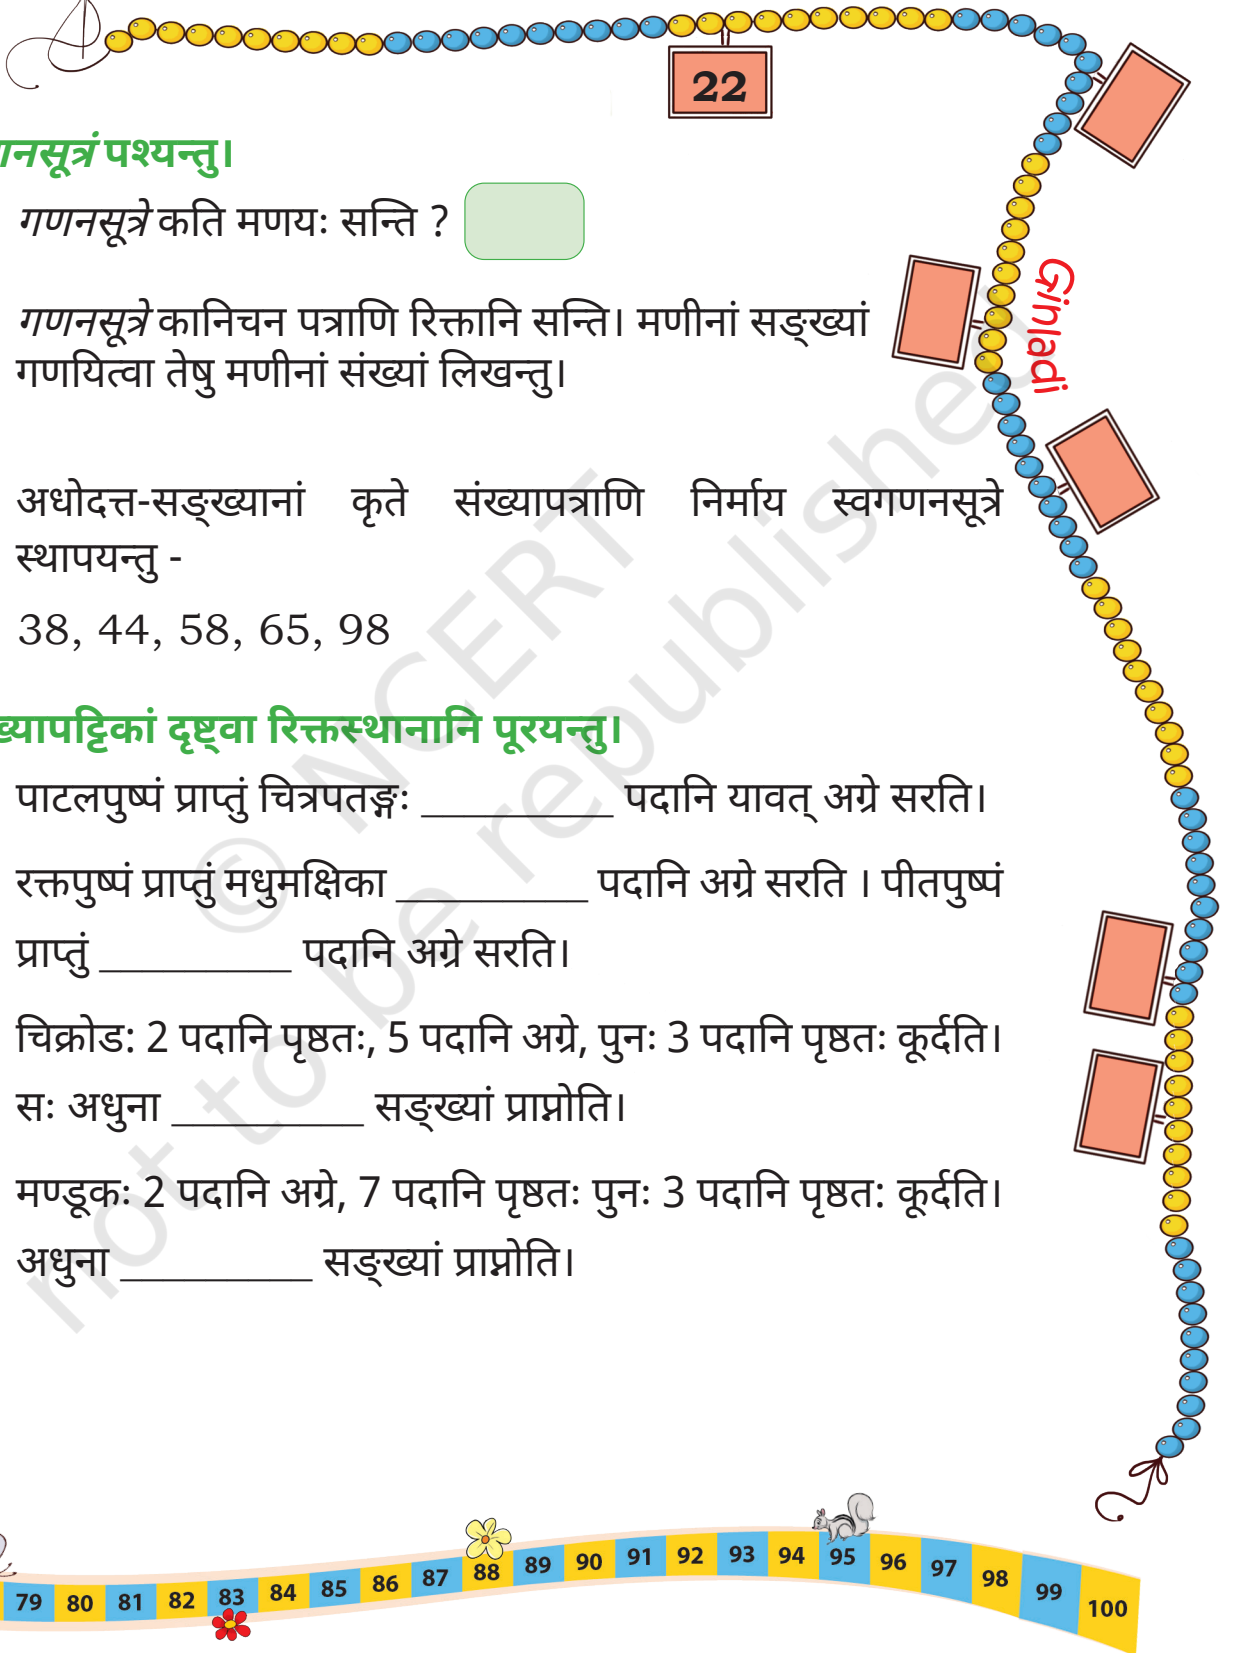 22
पश्यन्तु।
गणनसूत्रे कति मणयः सन्ति ?
गणनसूत्रे कानिचन पत्राणि रिक्तानि सन्ति। मणीनां सङ्ख्यां
गणयित्वा तेषु मणीनां संख्यां लिखन्तु।
Ginladi
अधोदत्त-सङ्ख्यानां कृते संख्यापत्राणि निर्माय स्वगणनसूत्रे
स्थापयन्तु -
38, 44, 58, 65, 98
दृष्ट्वा रिक्तस्थानानि पूरयन्तु।
पाटलपुष्पं प्राप्तुं चित्रपतङ्गः __________ पदानि यावत् अग्रे सरति।
रक्तपुष्पं प्राप्तुं मधुमक्षिका __________ पदानि अग्रे सरति । पीतपुष्पं
प्राप्तुं __________ पदानि अग्रे सरति।
चिक्रोड: 2 पदानि पृष्ठतः, 5 पदानि अग्रे, पुनः 3 पदानि पृष्ठतः कूर्दति।
सः अधुना __________ सङ्ख्यां प्राप्नोति।
मण्डूकः 2 पदानि अग्रे, 7 पदानि पृष्ठतः पुनः 3 पदानि पृष्ठत: कूर्दति।
अधुना __________ सङ्ख्यां प्राप्नोति।
© NCERT
not to be republished
79 80 81 82 83 84 85 86 87 88 89 90 91 92 93 94 95 96 97 98 99 100